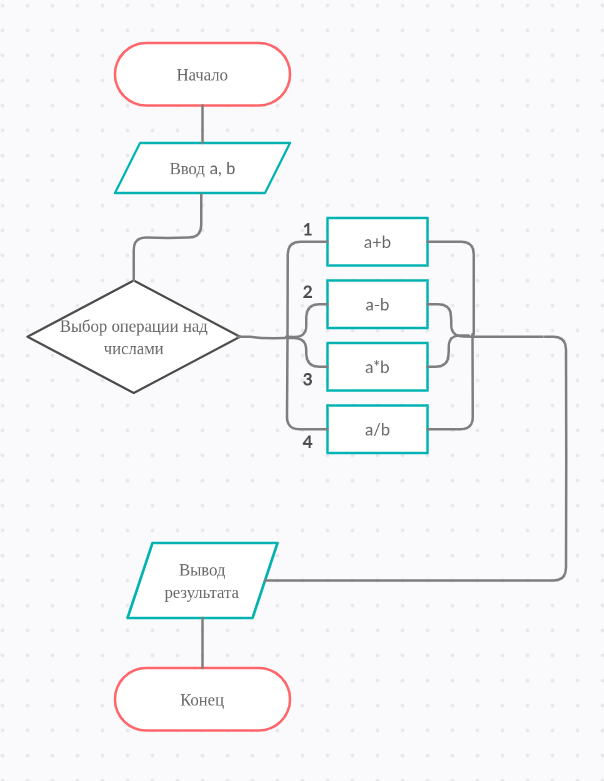 Начало
Ввод a, b
1
a+b
2
a-b
Выбор операции над
числами
a*b
3
a/b
4
Вывод
результата
Конец